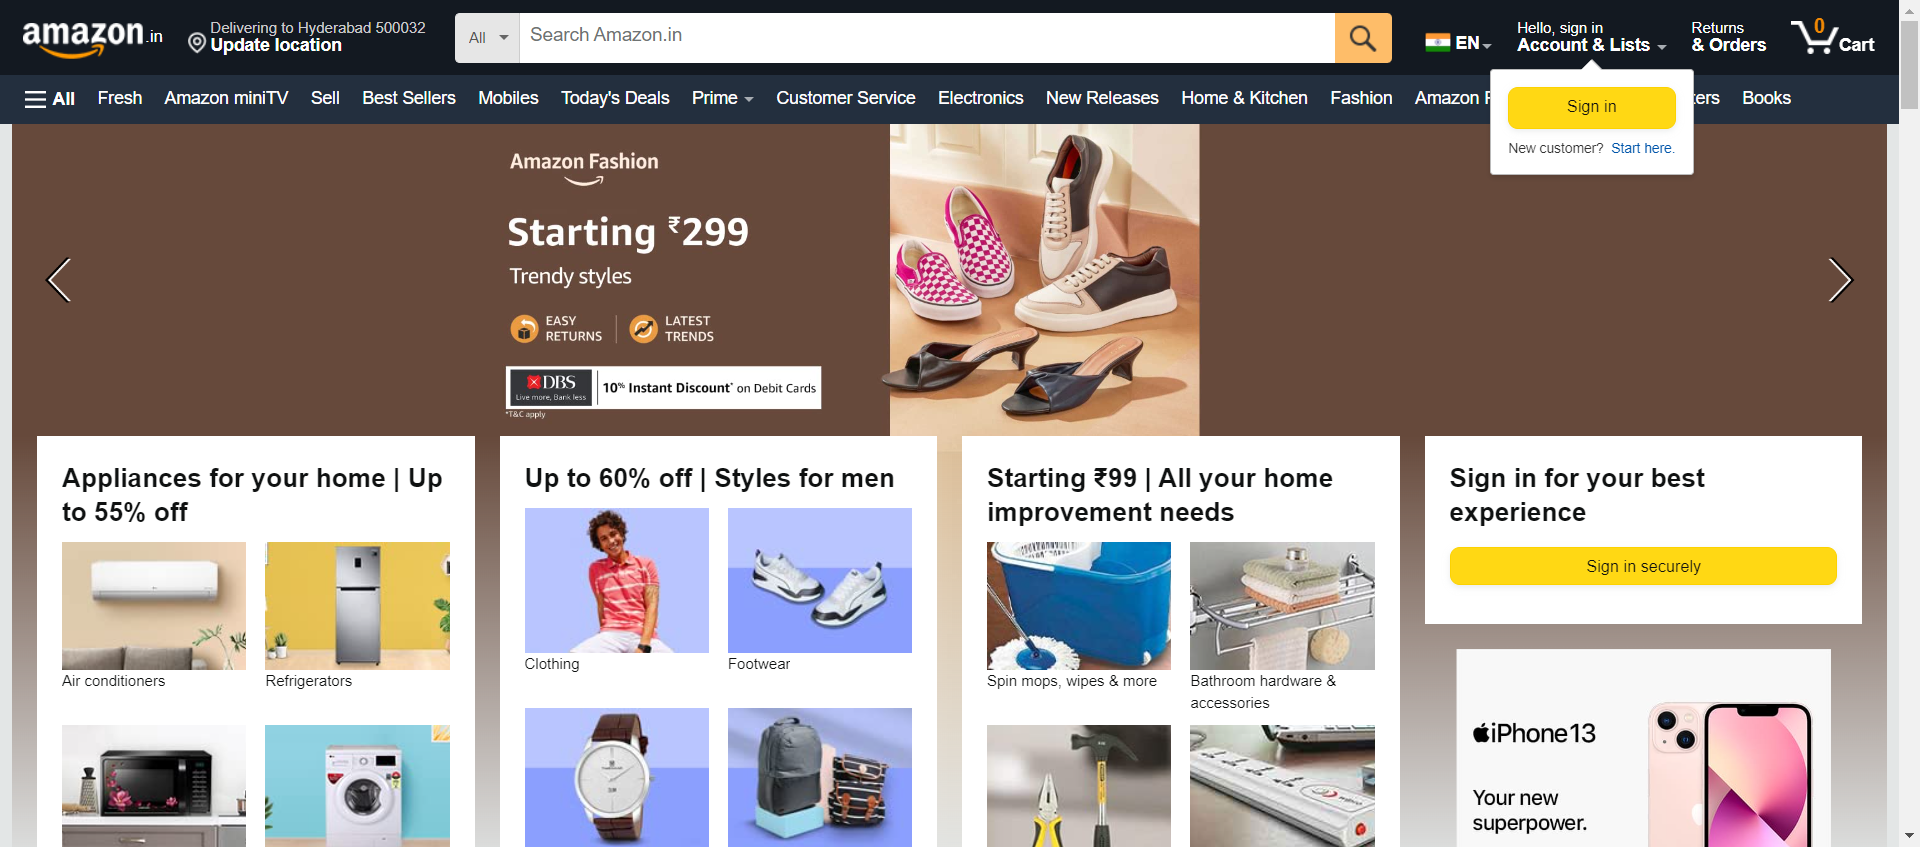 amazon.in
Delivering to Hyderabad 500032
Update location
All
Search Amazon.in
EN
Hello, sign in
Account & Lists
Returns
& Orders
0
Cart
All
Fresh
Amazon miniTV
Sell
Best Sellers
Mobiles
Today's Deals
Prime
Customer Service
Electronics
New Releases
Home & Kitchen
Fashion
Amazon
Books
Sign in
New customer? Start here.
Amazon Fashion
Starting ₹299
Trendy styles
EASY
RETURNS
LATEST
TRENDS
DBS
Live more, Bank less
10% Instant Discount* on Debit Cards
*T&C apply
Appliances for your home | Up
to 55% off
Air conditioners
Refrigerators
Up to 60% off | Styles for men
Clothing
Footwear
Starting ₹99 | All your home
improvement needs
Spin mops, wipes & more
Bathroom hardware &
accessories
Sign in for your best
experience
Sign in securely
iPhone 13
Your new
superpower.